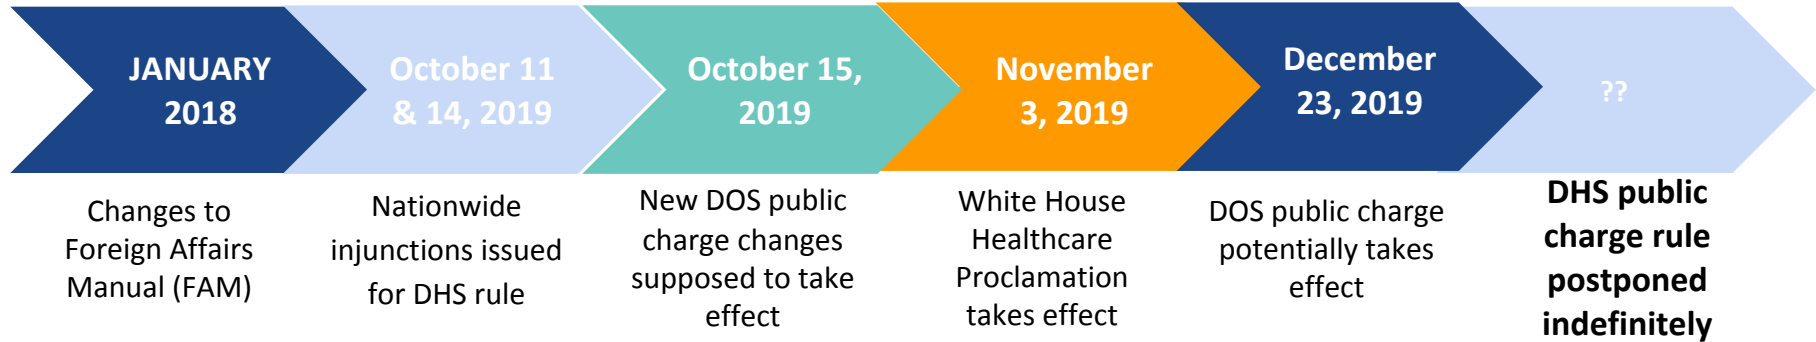 JANUARY
2018
October 11
& 14, 2019
October 15,
2019
November
3, 2019
December
23, 2019
??
Changes to
Foreign Affairs
Manual (FAM)
Nationwide
injunctions issued
for DHS rule
New DOS public
charge changes
supposed to take
effect
White House
Healthcare
Proclamation
takes effect
DOS public charge
potentially takes
effect
DHS public
charge rule
postponed
indefinitely